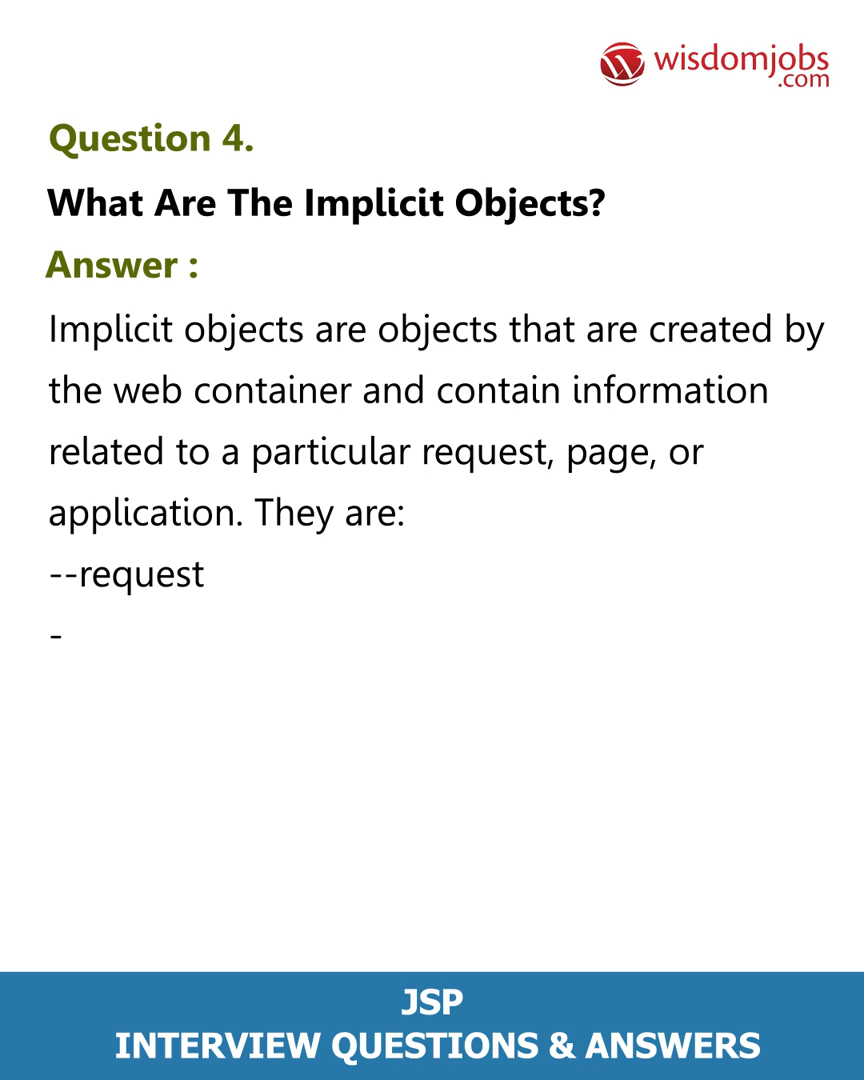 wisdomjobs
.com
Question 4.
What Are The Implicit Objects?
Answer :
Implicit objects are objects that are created by
the web container and contain information
related to a particular request, page, or
application. They are:
--request
-
JSP
INTERVIEW QUESTIONS & ANSWERS